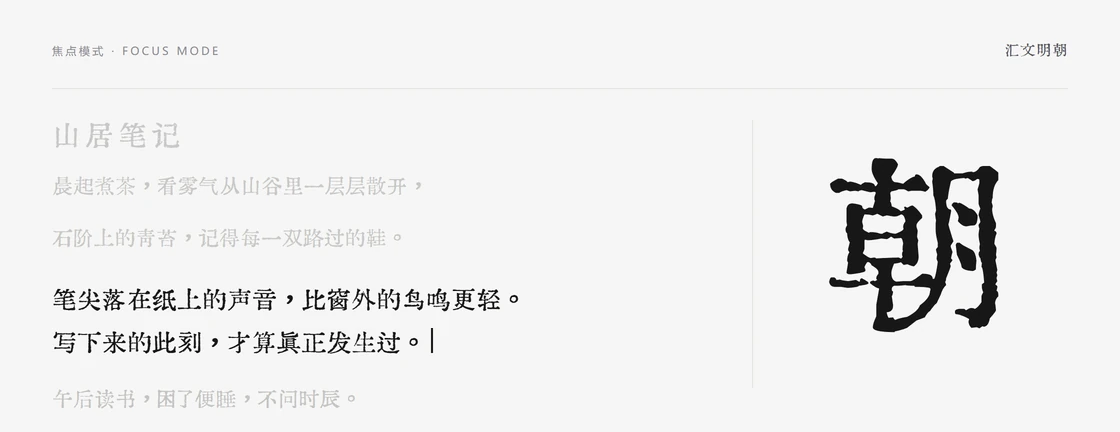 焦点模式 · FOCUS MODE
汇文明朝
山居笔记
晨起煮茶，看雾气从山谷里一层层散开，
石阶上的青苔，记得每一双路过的鞋。
笔尖落在纸上的声音，比窗外的鸟鸣更轻。
写下来的此刻，才算真正发生过。
午后读书，困了便睡，不问时辰。
朝